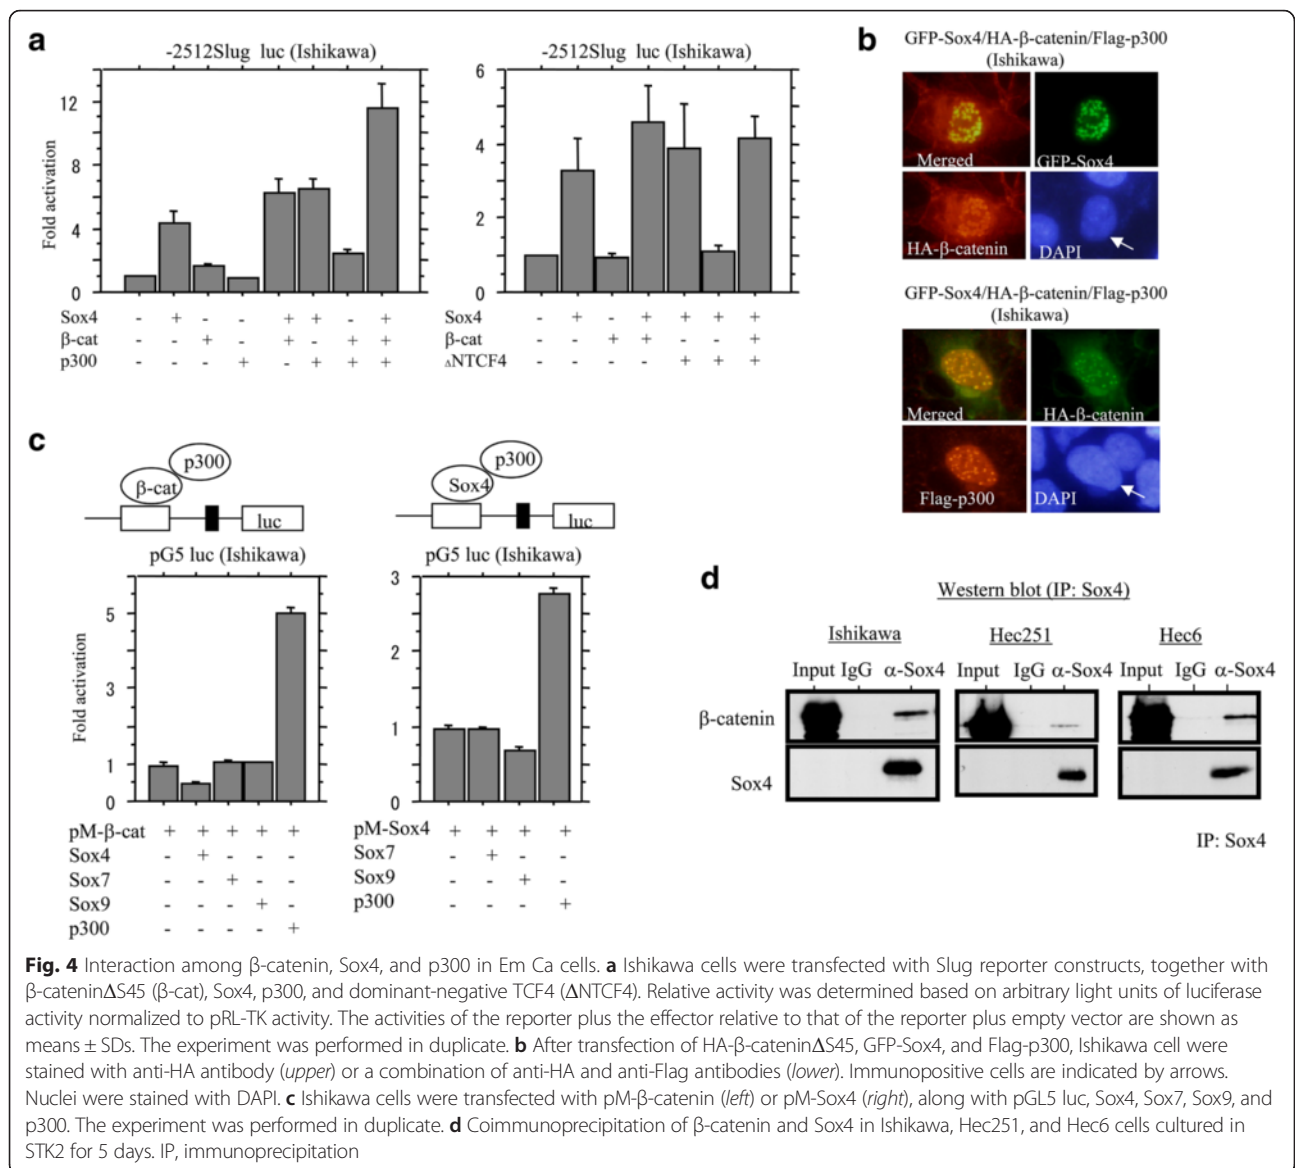 a
-2512Slug luc (Ishikawa)
Fold activation
12
8
4
0
Sox4 - + - - + + - +
β-cat - - + - + - + +
p300 - - - + - + + +
-2512Slug luc (Ishikawa)
6
4
2
0
Sox4 - + - + + + +
β-cat - - + + - - +
ΔNTCF4 - - - - + + +
b
GFP-Sox4/HA-β-catenin/Flag-p300
(Ishikawa)
Merged
GFP-Sox4
HA-β-catenin
DAPI
GFP-Sox4/HA-β-catenin/Flag-p300
(Ishikawa)
Merged
HA-β-catenin
Flag-p300
DAPI
c
p300
β-cat
luc
pG5 luc (Ishikawa)
Fold activation
5
3
1
0
pM-β-cat + + + + +
Sox4 - + - - -
Sox7 - - + - -
Sox9 - - - + -
p300 - - - - +
p300
Sox4
luc
pG5 luc (Ishikawa)
3
2
1
0
pM-Sox4 + + + +
Sox7 - + - -
Sox9 - - + -
p300 - - - +
d
Western blot (IP: Sox4)
Ishikawa Hec251 Hec6
Input IgG α-Sox4 Input IgG α-Sox4 Input IgG α-Sox4
β-catenin
Sox4
IP: Sox4
Fig. 4 Interaction among β-catenin, Sox4, and p300 in Em Ca cells. a Ishikawa cells were transfected with Slug reporter constructs, together with
β-cateninΔS45 (β-cat), Sox4, p300, and dominant-negative TCF4 (ΔNTCF4). Relative activity was determined based on arbitrary light units of luciferase
activity normalized to pRL-TK activity. The activities of the reporter plus the effector relative to that of the reporter plus empty vector are shown as
means ± SDs. The experiment was performed in duplicate. b After transfection of HA-β-cateninΔS45, GFP-Sox4, and Flag-p300, Ishikawa cell were
stained with anti-HA antibody (upper) or a combination of anti-HA and anti-Flag antibodies (lower). Immunopositive cells are indicated by arrows.
Nuclei were stained with DAPI. c Ishikawa cells were transfected with pM-β-catenin (left) or pM-Sox4 (right), along with pGL5 luc, Sox4, Sox7, Sox9, and
p300. The experiment was performed in duplicate. d Coimmunoprecipitation of β-catenin and Sox4 in Ishikawa, Hec251, and Hec6 cells cultured in
STK2 for 5 days. IP, immunoprecipitation